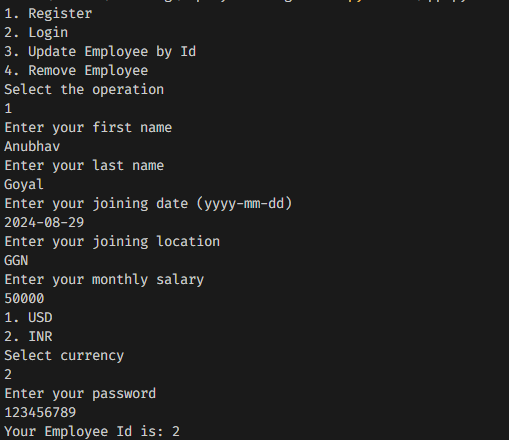 1. Register
2. Login
3. Update Employee by Id
4. Remove Employee
Select the operation
1
Enter your first name
Anubhav
Enter your last name
Goyal
Enter your joining date (yyyy-mm-dd)
2024-08-29
Enter your joining location
GGN
Enter your monthly salary
50000
1. USD
2. INR
Select currency
2
Enter your password
123456789
Your Employee Id is: 2